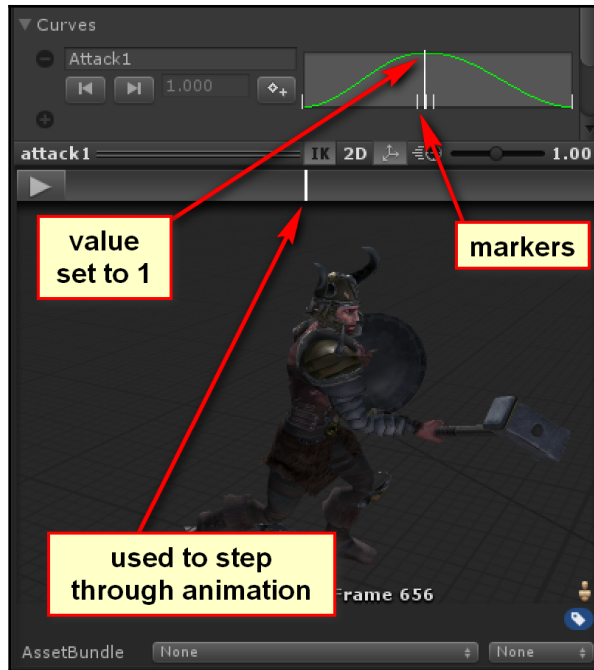 Curves
Attack1
1.000
attack1 IK 2D 1.00
value
set to 1
markers
used to step
through animation
Frame 656
AssetBundle None None